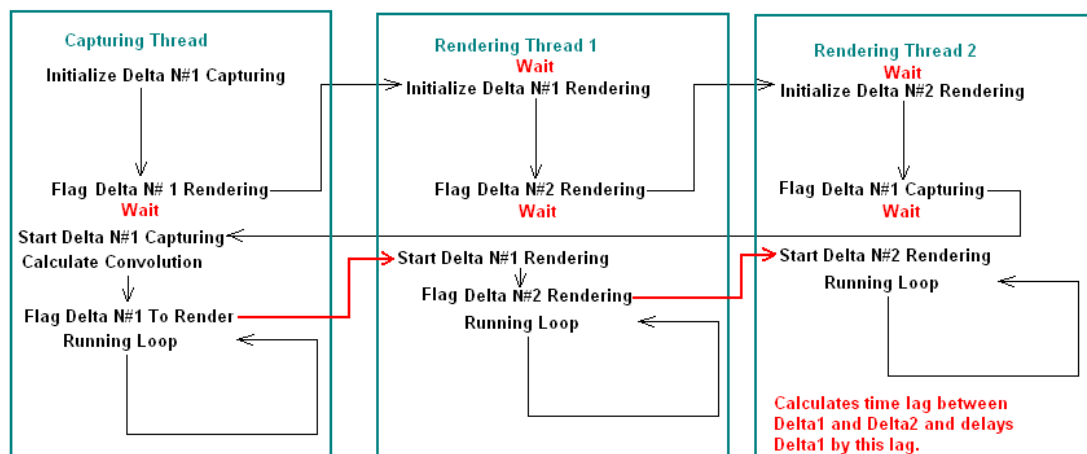 Capturing Thread
Initialize Delta N#1 Capturing
Flag Delta N# 1 Rendering
Wait
Start Delta N#1 Capturing
Calculate Convolution
Flag Delta N#1 To Render
Running Loop
Rendering Thread 1
Wait
Initialize Delta N#1 Rendering
Flag Delta N#2 Rendering
Wait
Start Delta N#1 Rendering
Flag Delta N#2 Rendering
Running Loop
Rendering Thread 2
Wait
Initialize Delta N#2 Rendering
Flag Delta N#1 Capturing
Wait
Start Delta N#2 Rendering
Running Loop
Calculates time lag between
Delta1 and Delta2 and delays
Delta1 by this lag.